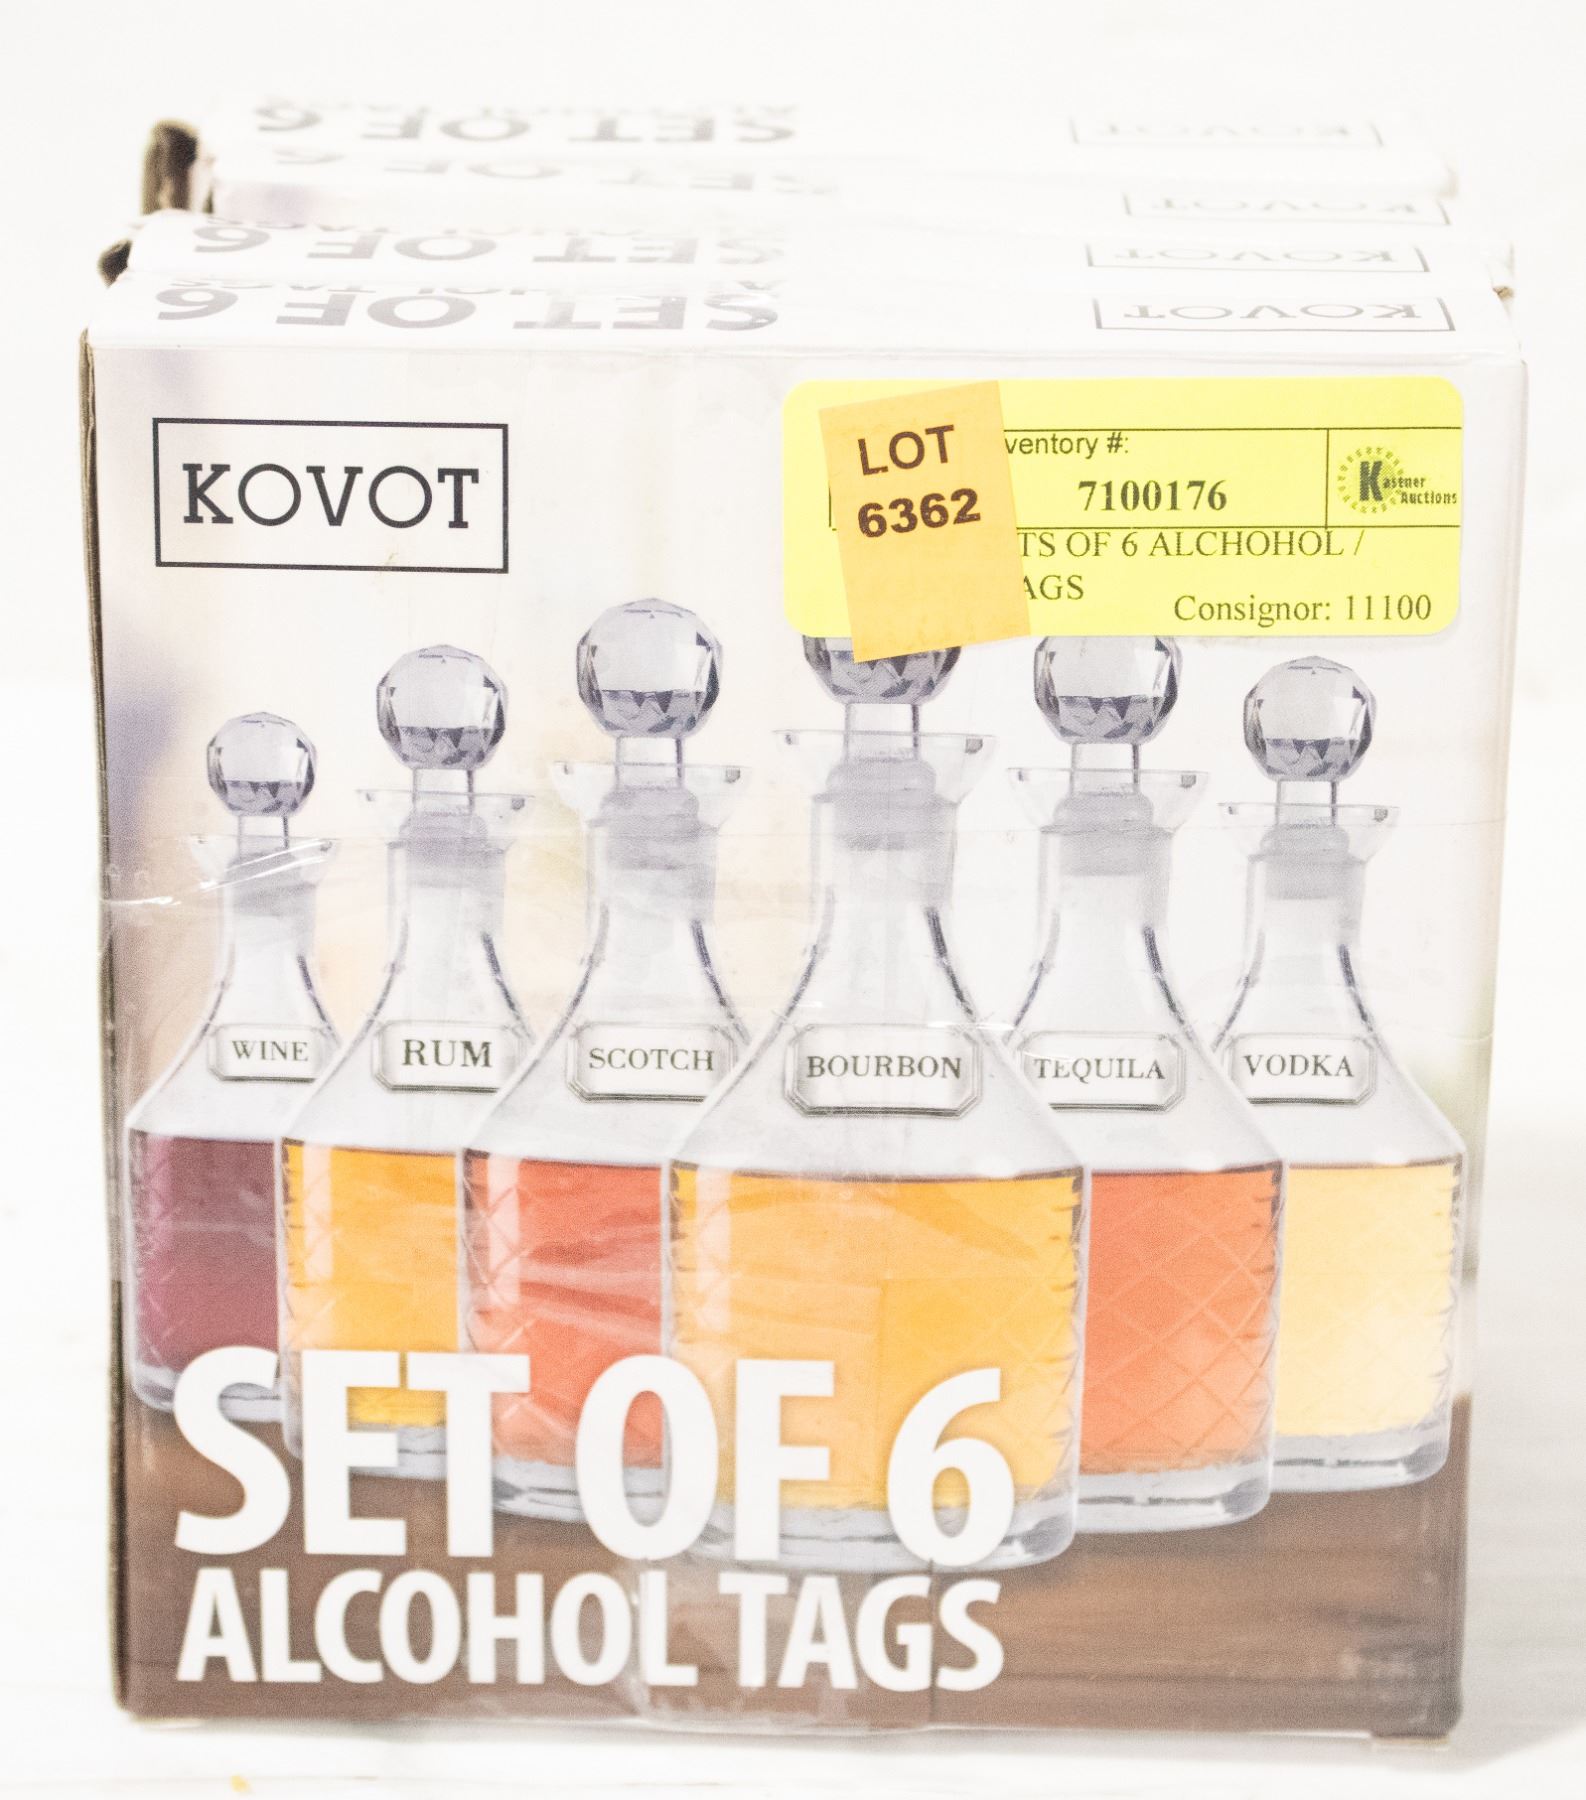 SET OF 6
KOVOT
SET OF 6
KOVOT
SET OF 6
KOVOT
SET OF 6
KOVOT
KOVOT
LOT
6362
ventory #:
7100176
Kastner
Auctions
TS OF 6 ALCHOHOL /
AGS
Consignor: 11100
WINE
RUM
SCOTCH
BOURBON
TEQUILA
VODKA
SET OF 6
ALCOHOL TAGS